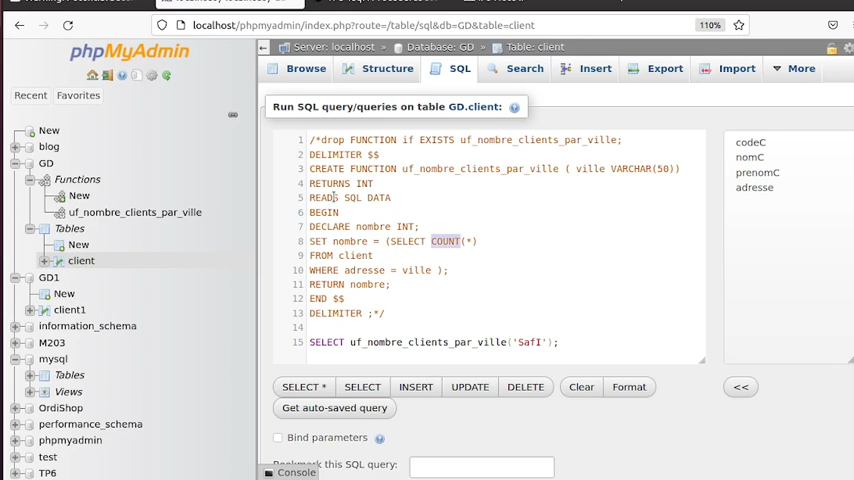 localhost/phpmyadmin/index.php?route=/table/sql&db=GD&table=client
110%
phpMyAdmin
Recent
Favorites
New
blog
GD
Functions
New
uf_nombre_clients_par_ville
Tables
New
client
GD1
New
client1
information_schema
M203
mysql
Tables
Views
OrdiShop
performance_schema
phpmyadmin
test
TP6
Server: localhost » Database: GD » Table: client
Browse
Structure
SQL
Search
Insert
Export
Import
More
Run SQL query/queries on table GD.client:
1 /*drop FUNCTION if EXISTS uf_nombre_clients_par_ville;
2 DELIMITER $$
3 CREATE FUNCTION uf_nombre_clients_par_ville ( ville VARCHAR(50))
4 RETURNS INT
5 READS SQL DATA
6 BEGIN
7 DECLARE nombre INT;
8 SET nombre = (SELECT COUNT(*)
9 FROM client
10 WHERE adresse = ville );
11 RETURN nombre;
12 END $$
13 DELIMITER ;*/
14
15 SELECT uf_nombre_clients_par_ville('SafI');
codeC
nomC
prenomC
adresse
SELECT *
SELECT
INSERT
UPDATE
DELETE
Clear
Format
<<
Get auto-saved query
Bind parameters
Bookmark this SQL query:
Console